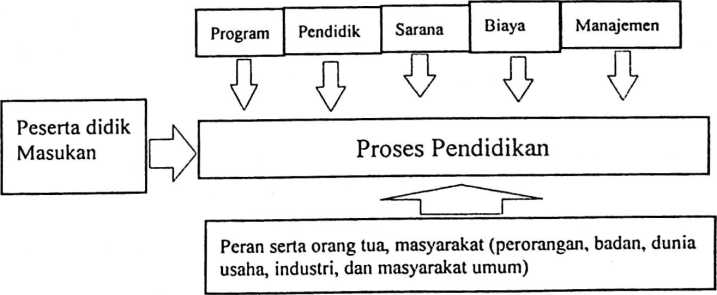 Program Pendidik Sarana Biaya Manajemen
Peserta didik
Masukan
Proses Pendidikan
Peran serta orang tua, masyarakat (perorangan, badan, dunia
usaha, industri, dan masyarakat umum)